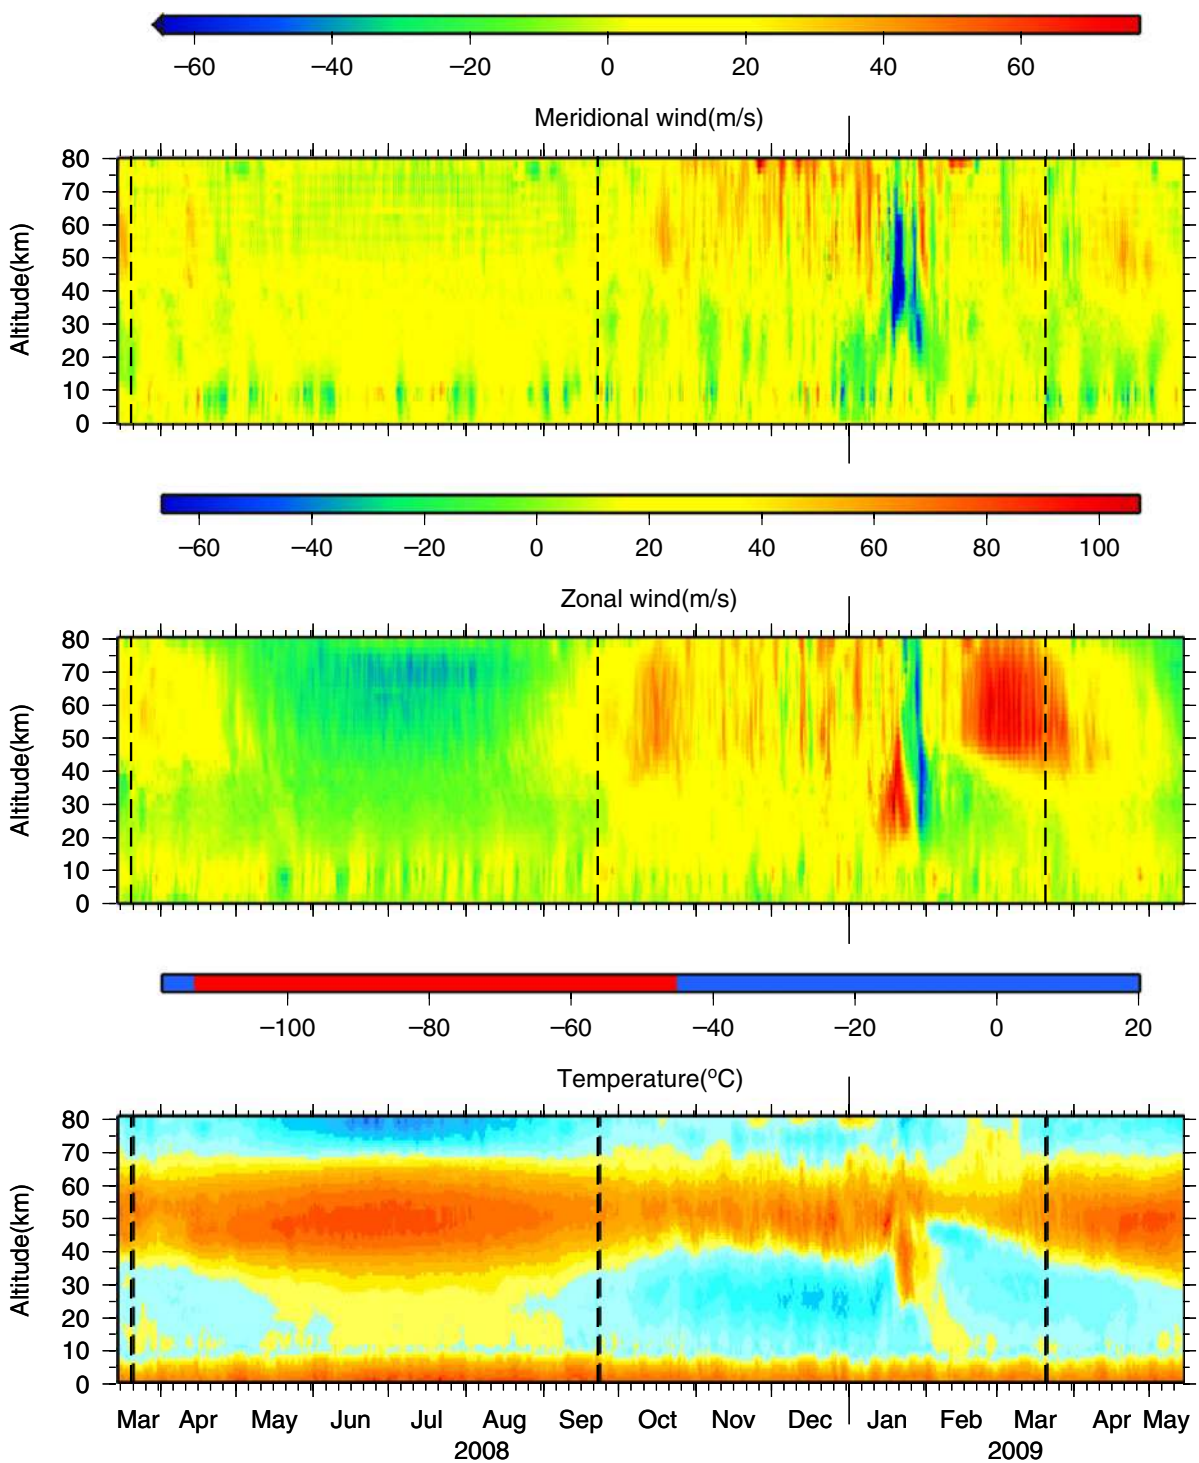 −60 −40 −20 0 20 40 60
Meridional wind(m/s)
80
70
60
50
40
30
20
10
0
Altitude(km)
−60 −40 −20 0 20 40 60 80 100
Zonal wind(m/s)
80
70
60
50
40
30
20
10
0
Altitude(km)
−100 −80 −60 −40 −20 0 20
Temperature(°C)
80
70
60
50
40
30
20
10
0
Altitude(km)
Mar Apr May Jun Jul Aug Sep Oct Nov Dec Jan Feb Mar Apr May
2008 2009